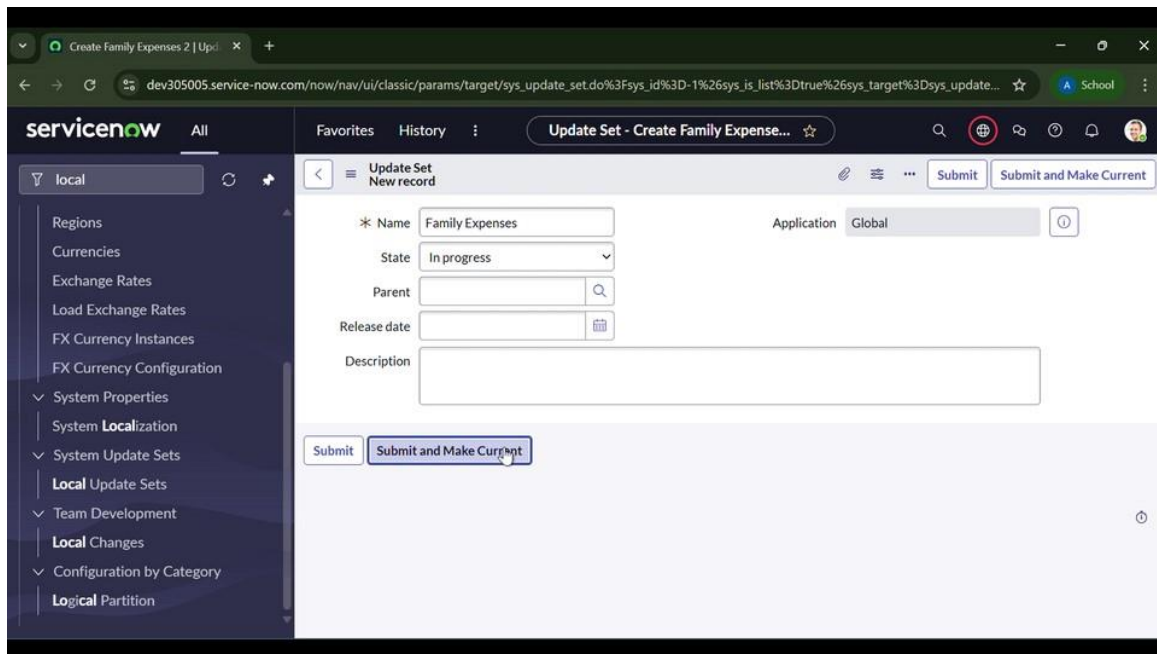 Create Family Expenses 2 | Upd
dev305005.service-now.com/now/nav/ui/classic/params/target/sys_update_set.do%3Fsys_id%3D-1%26sys_is_list%3Dtrue%26sys_target%3Dsys_update...
A School
servicenow All Favorites History Update Set - Create Family Expense...
local
Update Set
New record
Submit Submit and Make Current
Regions
Currencies
Exchange Rates
Load Exchange Rates
FX Currency Instances
FX Currency Configuration
System Properties
System Localization
System Update Sets
Local Update Sets
Team Development
Local Changes
Configuration by Category
Logical Partition
* Name Family Expenses Application Global
State In progress
Parent
Release date
Description
Submit Submit and Make Current